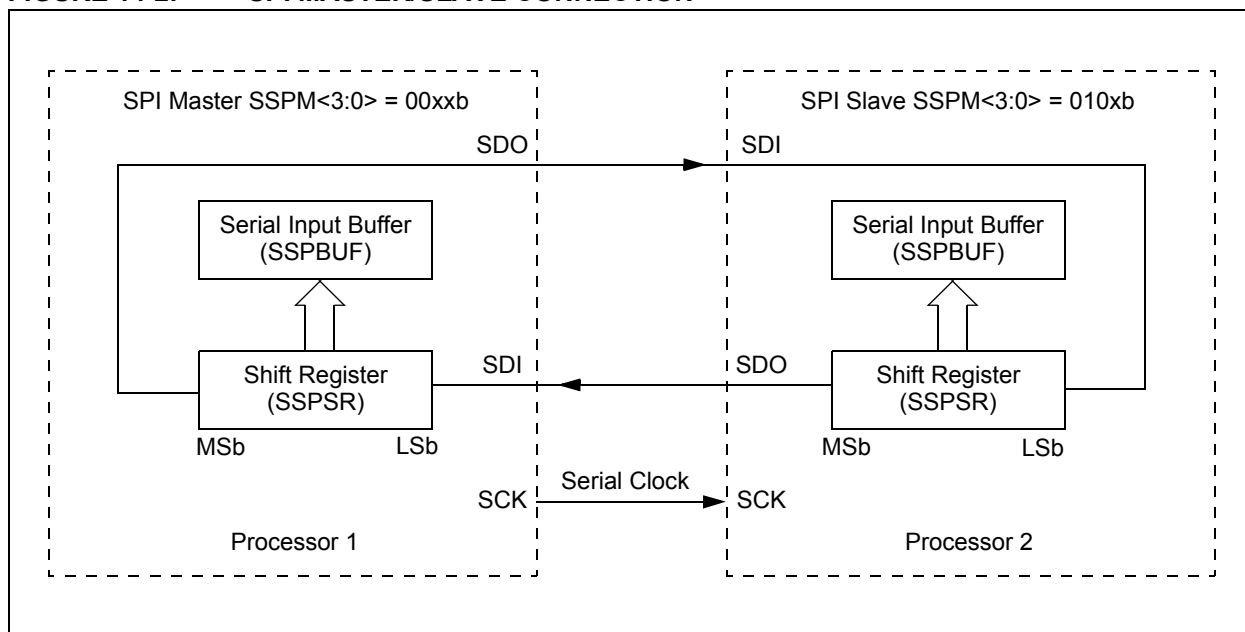 SPI Master SSPM<3:0> = 00xxb
SDO
Serial Input Buffer
(SSPBUF)
Shift Register
(SSPSR)
MSb
LSb
SDI
SCK
Processor 1
Serial Clock
SPI Slave SSPM<3:0> = 010xb
SDI
Serial Input Buffer
(SSPBUF)
SDO
Shift Register
(SSPSR)
MSb
LSb
SCK
Processor 2